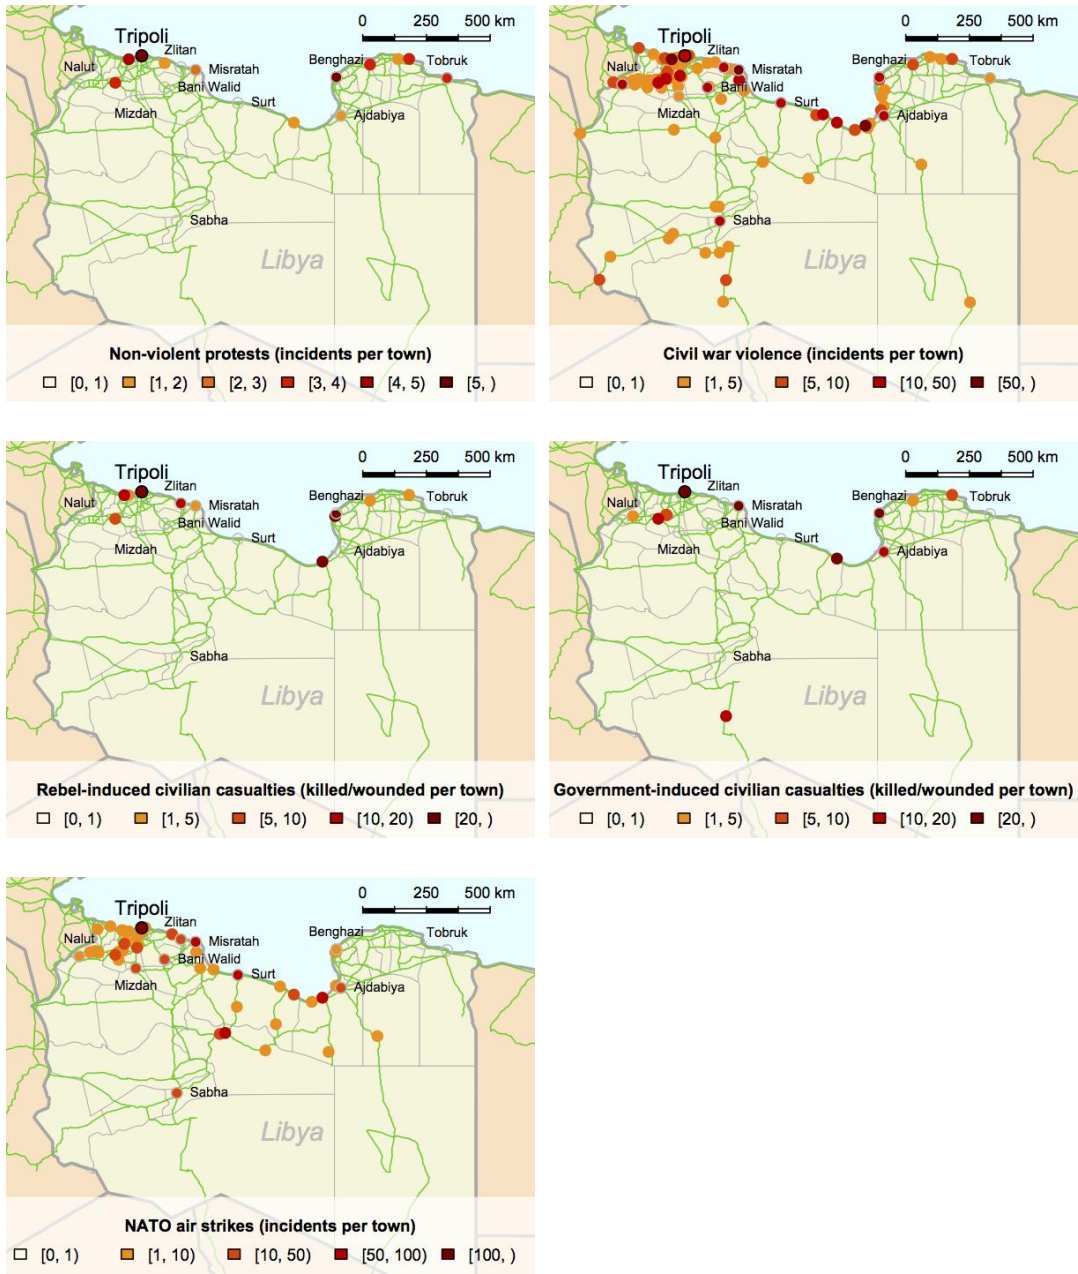 0 250 500 km
Tripoli
Zlitan
Nalut
Misratah
Bani Walid
Mizdah
Surt
Benghazi
Tobruk
Ajdabiya
Sabha
Libya
Non-violent protests (incidents per town)
[0, 1) [1, 2) [2, 3) [3, 4) [4, 5) [5, )
0 250 500 km
Tripoli
Zlitan
Nalut
Misratah
Bani Walid
Mizdah
Surt
Benghazi
Tobruk
Ajdabiya
Sabha
Libya
Civil war violence (incidents per town)
[0, 1) [1, 5) [5, 10) [10, 50) [50, )
0 250 500 km
Tripoli
Zlitan
Nalut
Misratah
Bani Walid
Mizdah
Surt
Benghazi
Tobruk
Ajdabiya
Sabha
Libya
Rebel-induced civilian casualties (killed/wounded per town)
[0, 1) [1, 5) [5, 10) [10, 20) [20, )
0 250 500 km
Tripoli
Zlitan
Nalut
Misratah
Bani Walid
Mizdah
Surt
Benghazi
Tobruk
Ajdabiya
Sabha
Libya
Government-induced civilian casualties (killed/wounded per town)
[0, 1) [1, 5) [5, 10) [10, 20) [20, )
0 250 500 km
Tripoli
Zlitan
Nalut
Misratah
Bani Walid
Mizdah
Surt
Benghazi
Tobruk
Ajdabiya
Sabha
Libya
NATO air strikes (incidents per town)
[0, 1) [1, 10) [10, 50) [50, 100) [100, )